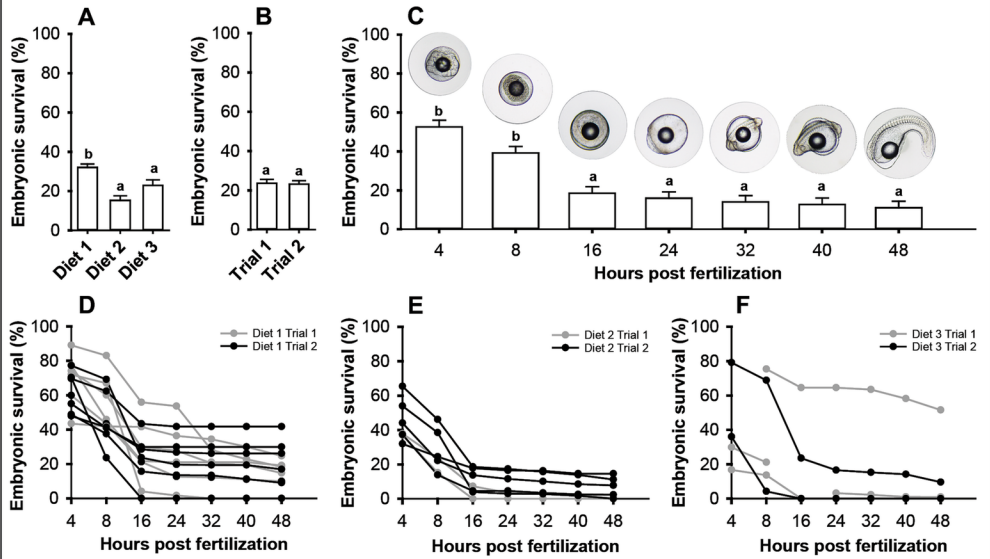 A
Embryonic survival (%)
100
80
60
40
20
0
b
a
a
Diet 1
Diet 2
Diet 3
B
Embryonic survival (%)
100
80
60
40
20
0
a
a
Trial 1
Trial 2
C
Embryonic survival (%)
100
80
60
40
20
0
b
b
a
a
a
a
a
4 8 16 24 32 40 48
Hours post fertilization
D
Embryonic survival (%)
100
80
60
40
20
0
Diet 1 Trial 1
Diet 1 Trial 2
4 8 16 24 32 40 48
Hours post fertilization
E
Embryonic survival (%)
100
80
60
40
20
0
Diet 2 Trial 1
Diet 2 Trial 2
4 8 16 24 32 40 48
Hours post fertilization
F
Embryonic survival (%)
100
80
60
40
20
0
Diet 3 Trial 1
Diet 3 Trial 2
4 8 16 24 32 40 48
Hours post fertilization